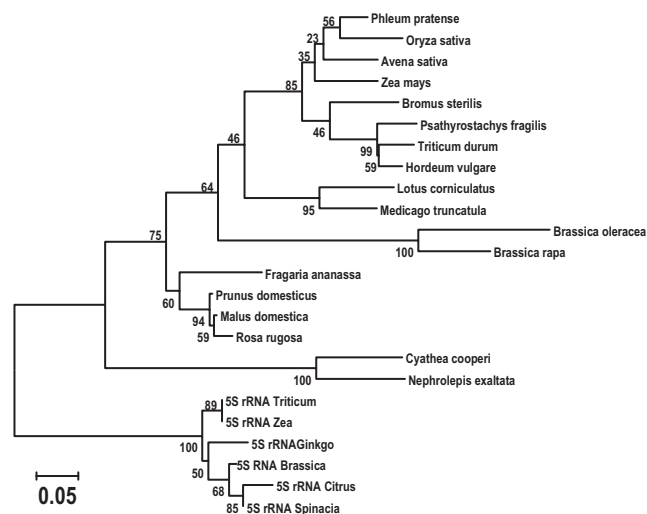 Phleum pratense
56
23
Oryza sativa
35
Avena sativa
85
Zea mays
Bromus sterilis
46
Psathyrostachys fragilis
46
Triticum durum
99
59
Hordeum vulgare
64
Lotus corniculatus
95
Medicago truncatula
75
Brassica oleracea
100
Brassica rapa
Fragaria ananassa
60
Prunus domesticus
94
Malus domestica
59
Rosa rugosa
Cyathea cooperi
100
Nephrolepis exaltata
89
5S rRNA Triticum
5S rRNA Zea
100
5S rRNAGinkgo
50
5S RNA Brassica
68
5S rRNA Citrus
85
5S rRNA Spinacia
0.05